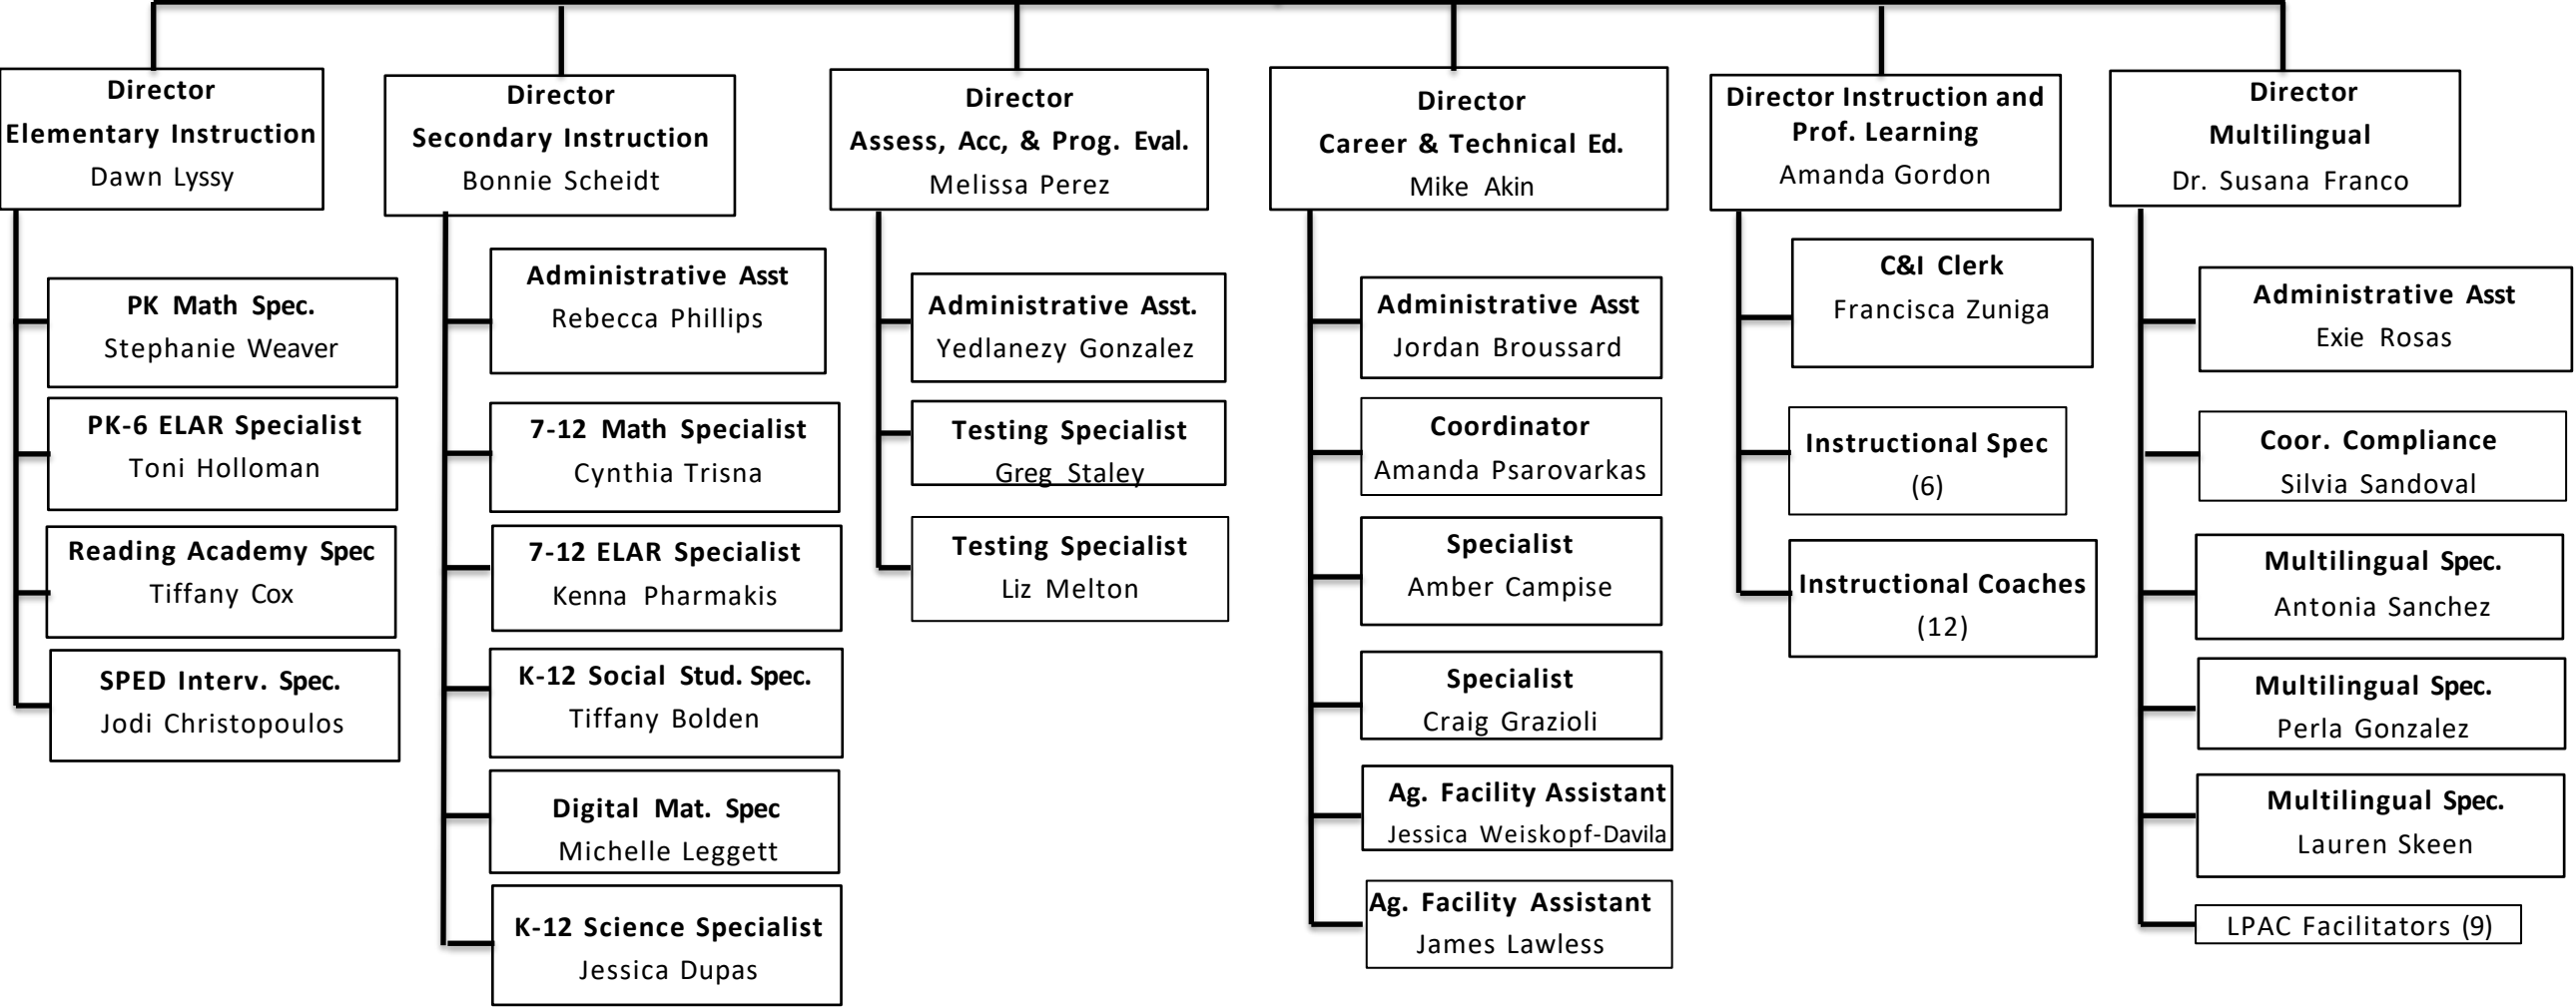 Director
Elementary Instruction
Dawn Lyssy
PK Math Spec.
Stephanie Weaver
PK-6 ELAR Specialist
Toni Holloman
Reading Academy Spec
Tiffany Cox
SPED Interv. Spec.
Jodi Christopoulos
Director
Secondary Instruction
Bonnie Scheidt
Administrative Asst
Rebecca Phillips
7-12 Math Specialist
Cynthia Trisna
7-12 ELAR Specialist
Kenna Pharmakis
K-12 Social Stud. Spec.
Tiffany Bolden
Digital Mat. Spec
Michelle Leggett
K-12 Science Specialist
Jessica Dupas
Director
Assess, Acc, & Prog. Eval.
Melissa Perez
Administrative Asst.
Yedlanezy Gonzalez
Testing Specialist
Greg Staley
Testing Specialist
Liz Melton
Director
Career & Technical Ed.
Mike Akin
Administrative Asst
Jordan Broussard
Coordinator
Amanda Psarovarkas
Specialist
Amber Campise
Specialist
Craig Grazioli
Ag. Facility Assistant
Jessica Weiskopf-Davila
Ag. Facility Assistant
James Lawless
Director Instruction and
Prof. Learning
Amanda Gordon
C&I Clerk
Francisca Zuniga
Instructional Spec
(6)
Instructional Coaches
(12)
Director
Multilingual
Dr. Susana Franco
Administrative Asst
Exie Rosas
Coor. Compliance
Silvia Sandoval
Multilingual Spec.
Antonia Sanchez
Multilingual Spec.
Perla Gonzalez
Multilingual Spec.
Lauren Skeen
LPAC Facilitators (9)